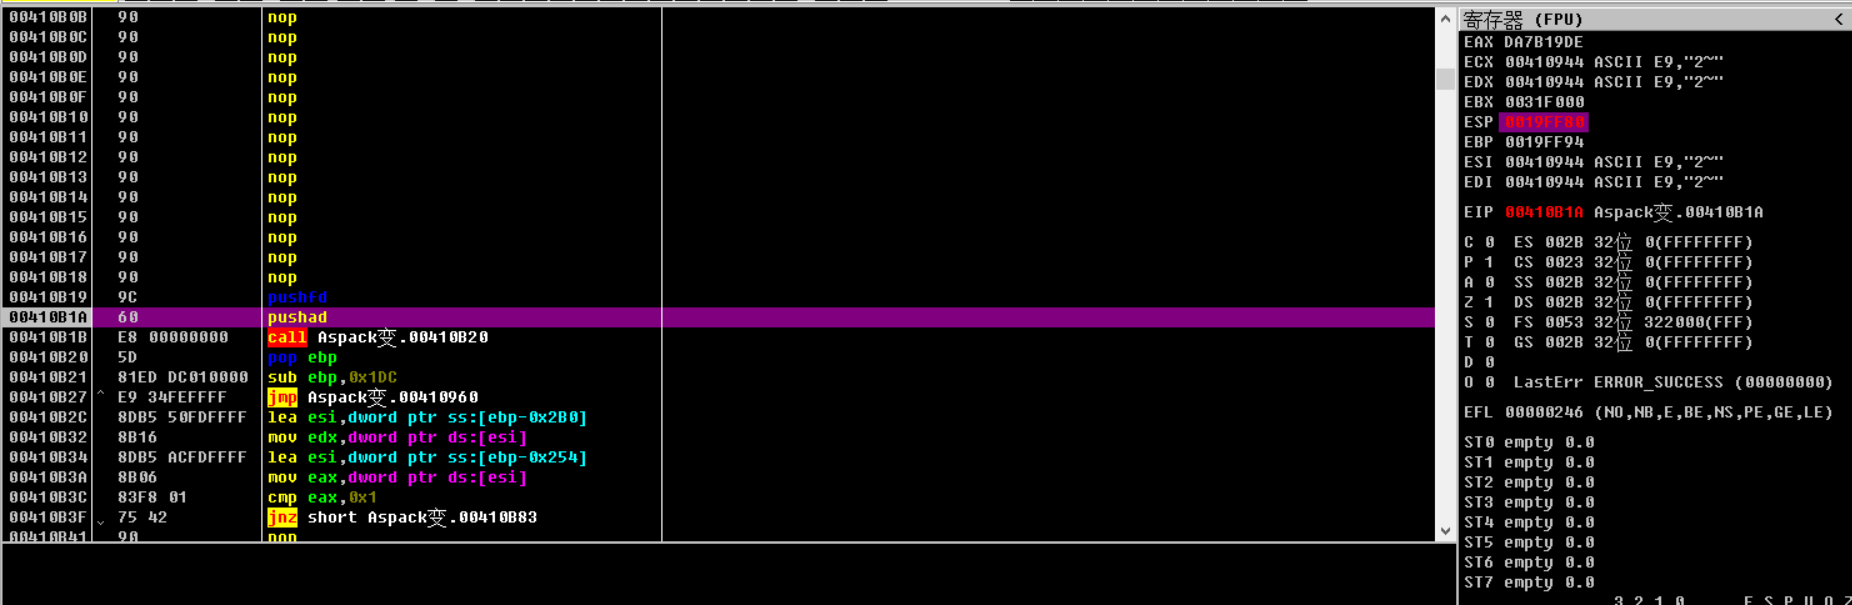 00410B0B 90 nop
00410B0C 90 nop
00410B0D 90 nop
00410B0E 90 nop
00410B0F 90 nop
00410B10 90 nop
00410B11 90 nop
00410B12 90 nop
00410B13 90 nop
00410B14 90 nop
00410B15 90 nop
00410B16 90 nop
00410B17 90 nop
00410B18 90 nop
00410B19 9C pushfd
00410B1A 60 pushad
00410B1B E8 00000000 call Aspack变.00410B20
00410B20 5D pop ebp
00410B21 81ED DC010000 sub ebp,0x1DC
00410B27 ^ E9 34FEFFFF jmp Aspack变.00410960
00410B2C 8DB5 50FDFFFF lea esi,dword ptr ss:[ebp-0x2B0]
00410B32 8B16 mov edx,dword ptr ds:[esi]
00410B34 8DB5 ACFDFFFF lea esi,dword ptr ss:[ebp-0x254]
00410B3A 8B06 mov eax,dword ptr ds:[esi]
00410B3C 83F8 01 cmp eax,0x1
00410B3F 75 42 jnz short Aspack变.00410B83
00410B41 90 nop
寄存器 (FPU) <
EAX DA7B19DE
ECX 00410944 ASCII E9,"2~"
EDX 00410944 ASCII E9,"2~"
EBX 0031F000
ESP 0019FF80
EBP 0019FF94
ESI 00410944 ASCII E9,"2~"
EDI 00410944 ASCII E9,"2~"
EIP 00410B1A Aspack变.00410B1A
C 0 ES 002B 32位 0(FFFFFFFF)
P 1 CS 0023 32位 0(FFFFFFFF)
A 0 SS 002B 32位 0(FFFFFFFF)
Z 1 DS 002B 32位 0(FFFFFFFF)
S 0 FS 0053 32位 322000(FFF)
T 0 GS 002B 32位 0(FFFFFFFF)
D 0
O 0 LastErr ERROR_SUCCESS (00000000)
EFL 00000246 (NO,NB,E,BE,NS,PE,GE,LE)
ST0 empty 0.0
ST1 empty 0.0
ST2 empty 0.0
ST3 empty 0.0
ST4 empty 0.0
ST5 empty 0.0
ST6 empty 0.0
ST7 empty 0.0
3 2 1 0 E S P U O Z